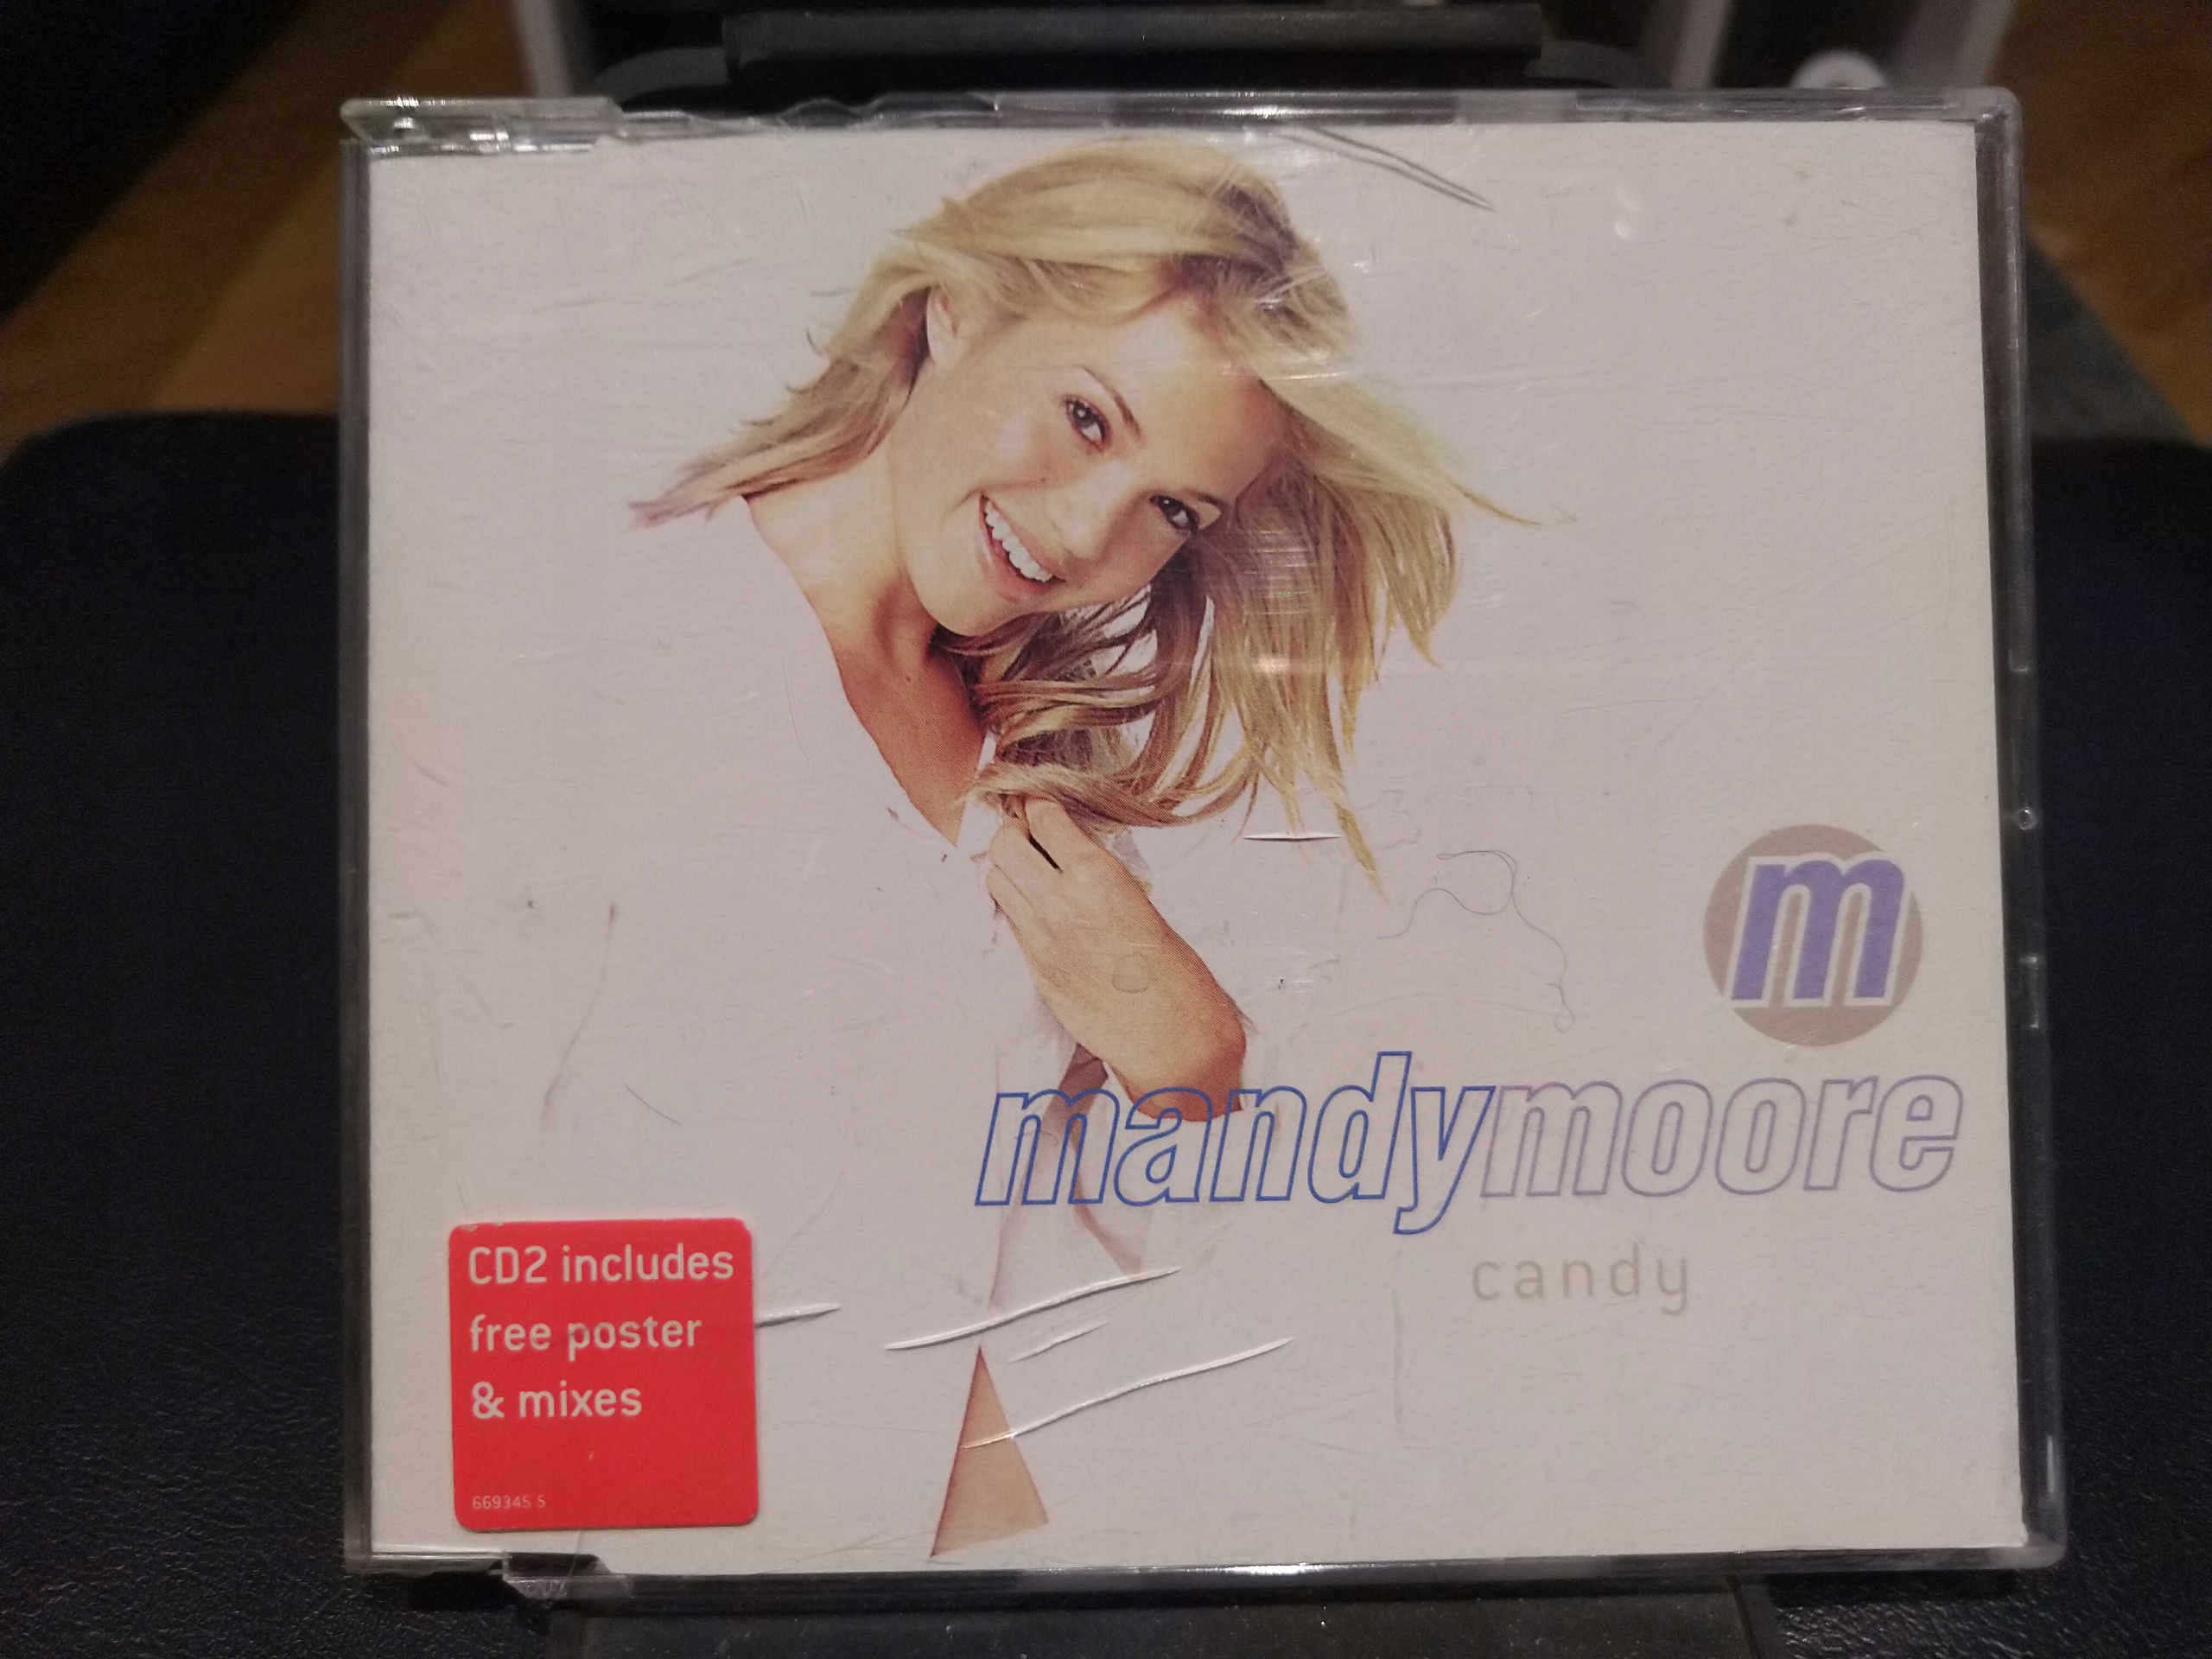 m
mandymoore
candy
CD2 includes
free poster
& mixes
669345 5